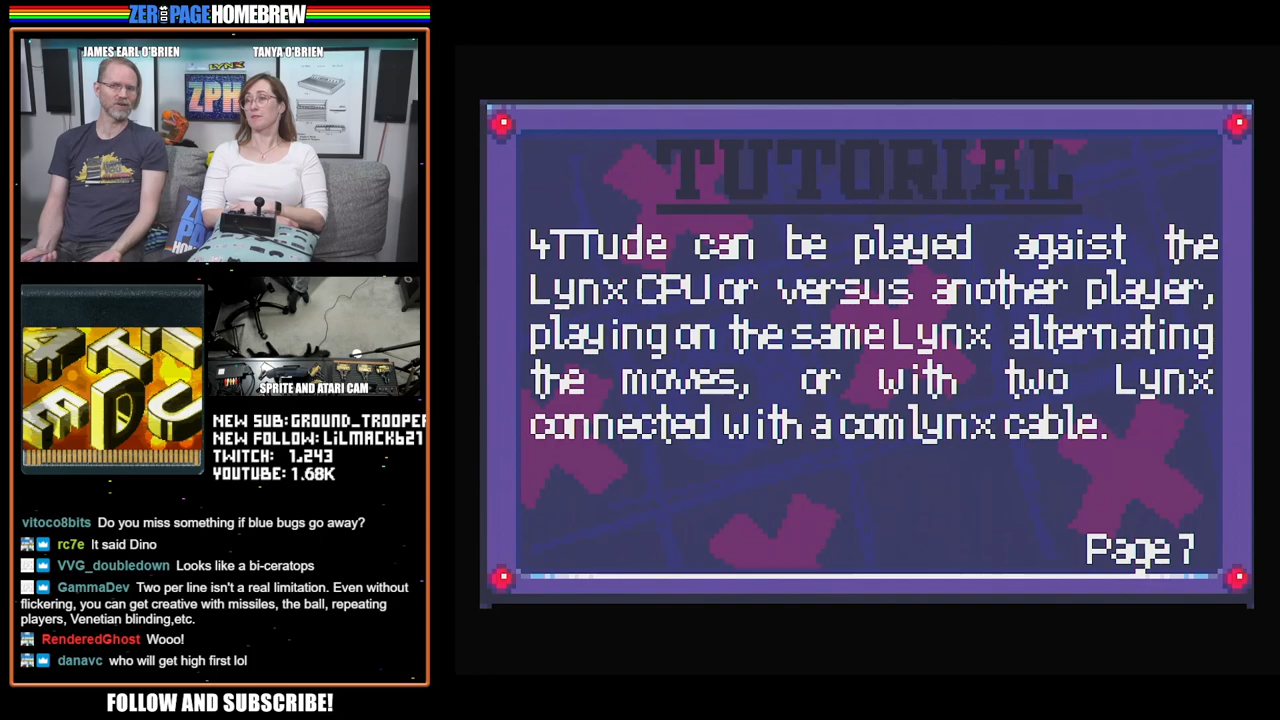 ZEROPAGE HOMEBREW
JAMES EARL O'BRIEN
TANYA O'BRIEN
LYNX
ZPH
SPRITE AND ATARI CAM
4 T T
E D U
NEW SUB: GROUND_TROOPER
NEW FOLLOW: LiLMACK621
TWITCH: 1,243
YOUTUBE: 1.68K
vitoco8bits Do you miss something if blue bugs go away?
rc7e It said Dino
VVG_doubledown Looks like a bi-ceratops
GammaDev Two per line isn't a real limitation. Even without
flickering, you can get creative with missiles, the ball, repeating
players, Venetian blinding,etc.
RenderedGhost Wooo!
danavc who will get high first lol
FOLLOW AND SUBSCRIBE!
TUTORIAL
4TTude can be played agaist the
Lynx CPU or versus another player,
playing on the same Lynx alternating
the moves, or with two Lynx
connected with a comlynx cable.
Page 7